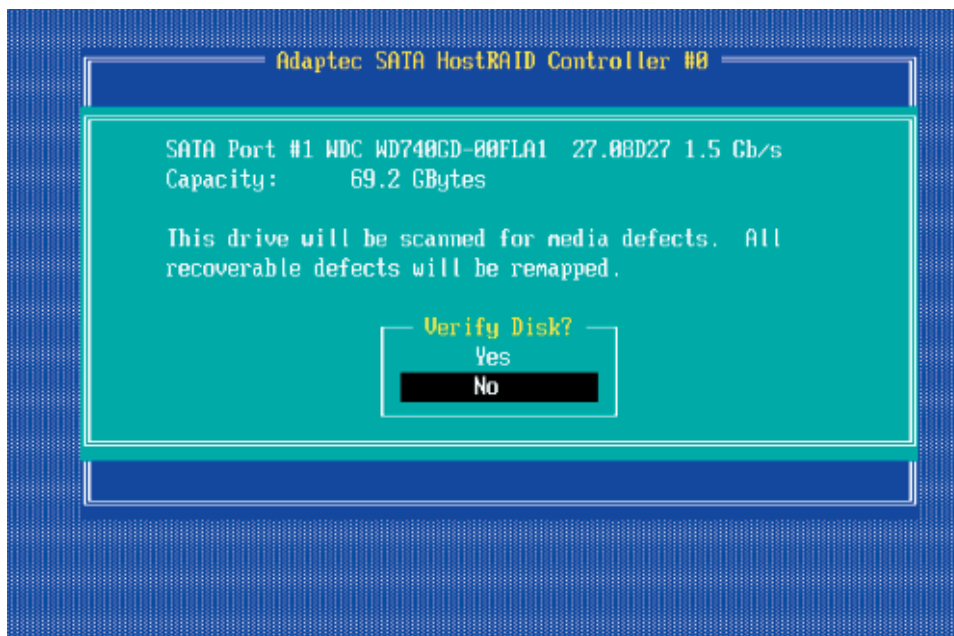 Adaptec SATA HostRAID Controller #0
SATA Port #1 WDC WD740GD-00FLA1 27.08D27 1.5 Gb/s
Capacity: 69.2 GBytes
This drive will be scanned for media defects. All
recoverable defects will be remapped.
Verify Disk?
Yes
No